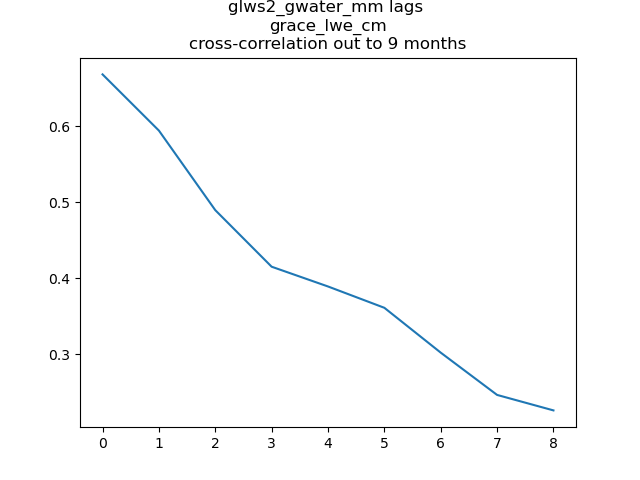 glws2_gwater_mm lags
grace_lwe_cm
cross-correlation out to 9 months
0.6
0.5
0.4
0.3
0 1 2 3 4 5 6 7 8